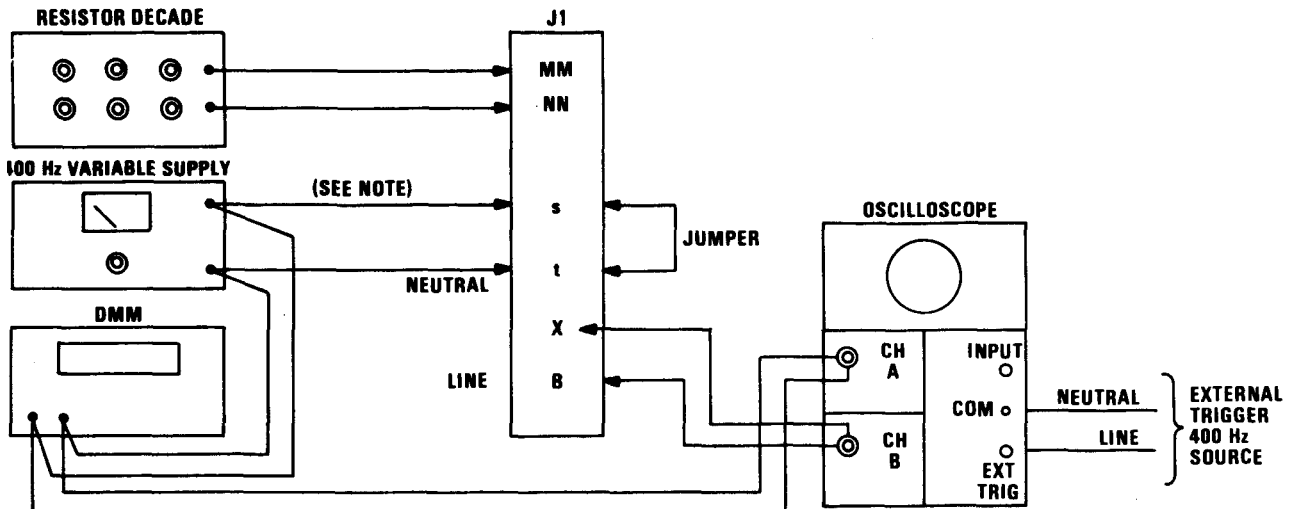 RESISTOR DECADE
J1
MM
NN
400 Hz VARIABLE SUPPLY
(SEE NOTE)
s
JUMPER
t
NEUTRAL
DMM
X
LINE
B
OSCILLOSCOPE
CH
A
INPUT
COM
NEUTRAL
LINE
CH
B
EXT
TRIG
EXTERNAL
TRIGGER
400 Hz
SOURCE